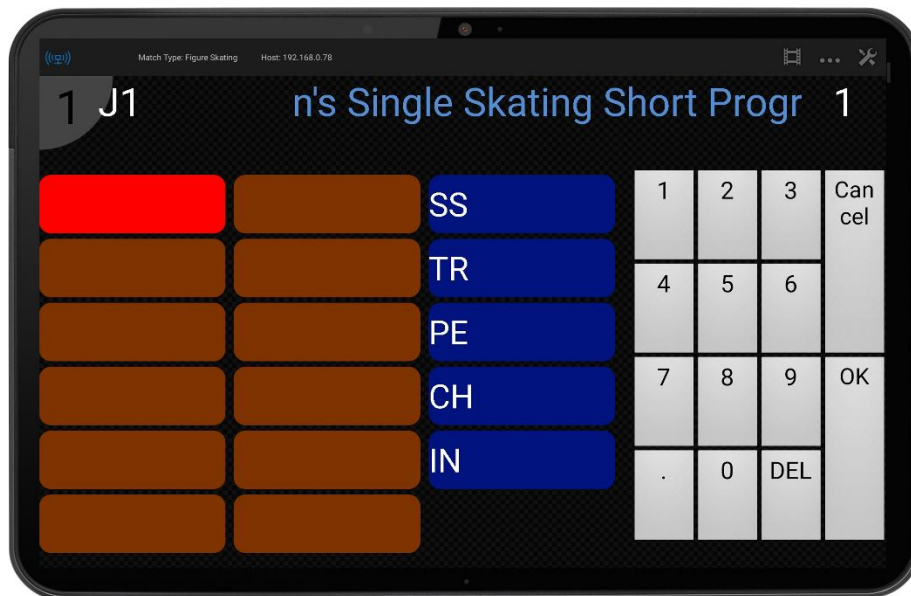 Match Type: Figure Skating Host: 192.168.0.78
1 J1 n's Single Skating Short Progr 1
SS
TR
PE
CH
IN
1 2 3 Can
cel
4 5 6
7 8 9 OK
. 0 DEL